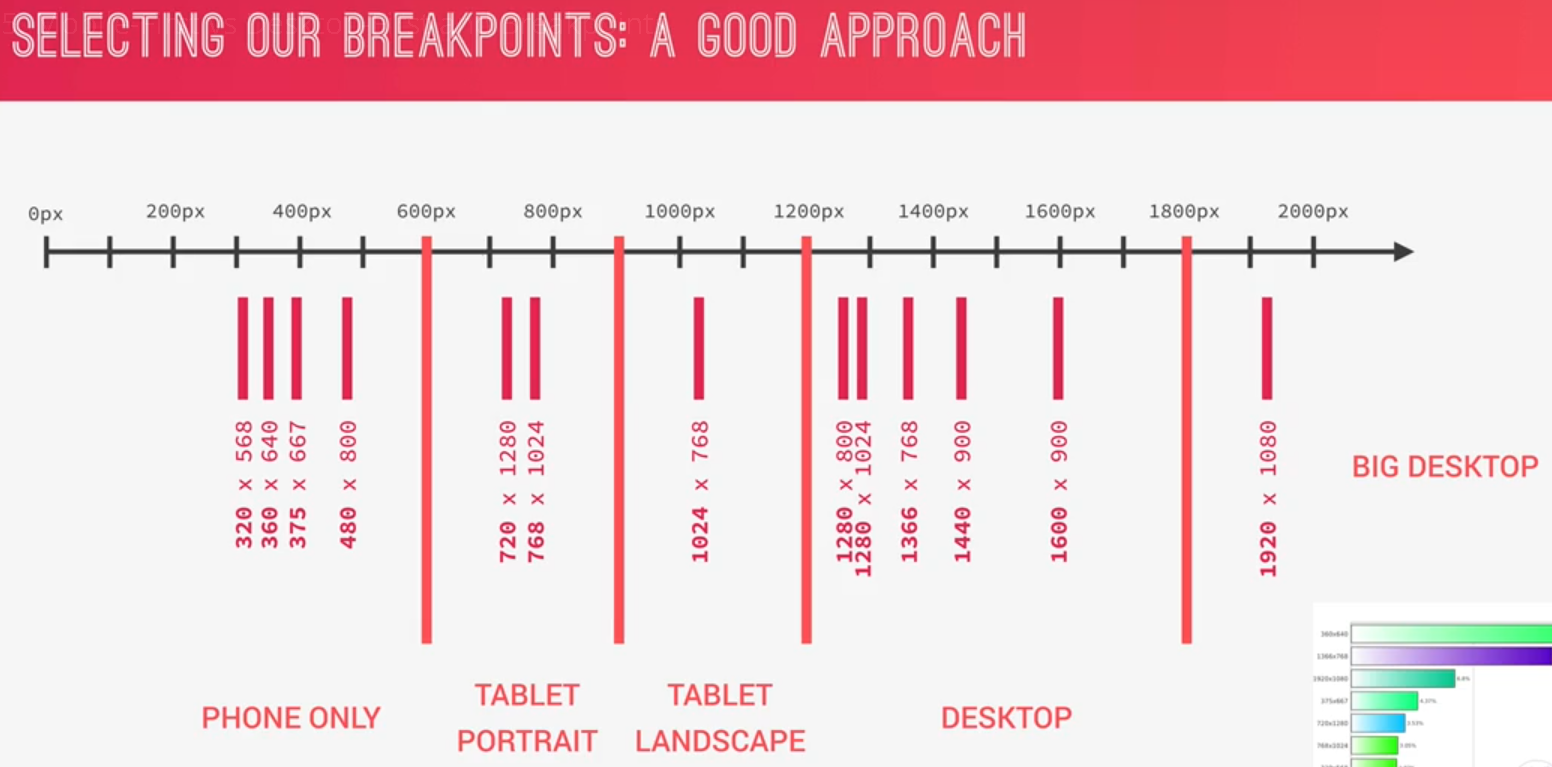 SELECTING OUR BREAKPOINTS: A GOOD APPROACH
0px 200px 400px 600px 800px 1000px 1200px 1400px 1600px 1800px 2000px
320 x 568
360 x 640
375 x 667
480 x 800
720 x 1280
768 x 1024
1024 x 768
1280 x 800
1280 x 1024
1366 x 768
1440 x 900
1600 x 900
1920 x 1080
BIG DESKTOP
PHONE ONLY
TABLET
PORTRAIT
TABLET
LANDSCAPE
DESKTOP
360x640
1366x768
1920x1080
375x667
720x1280
768x1024